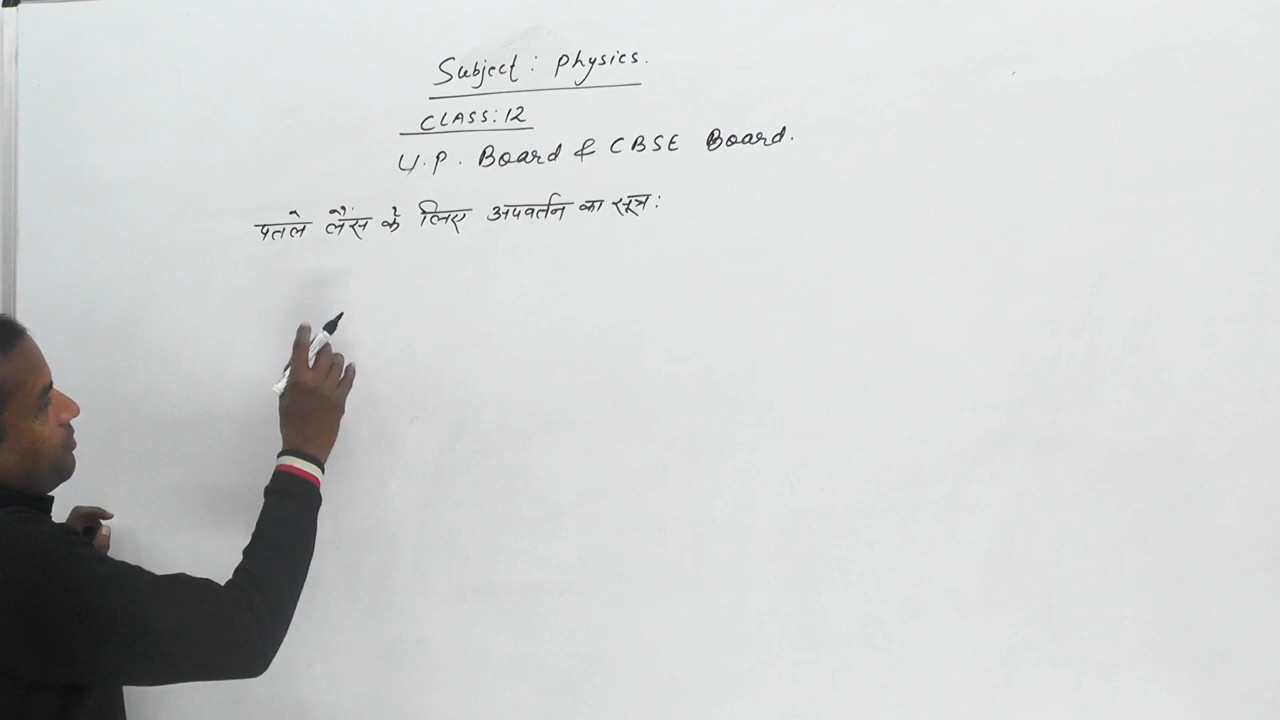 Subject: Physics.
CLASS: 12
U.P. Board & CBSE Board.
पतले लैंस के लिए अपवर्तन का सूत्र: